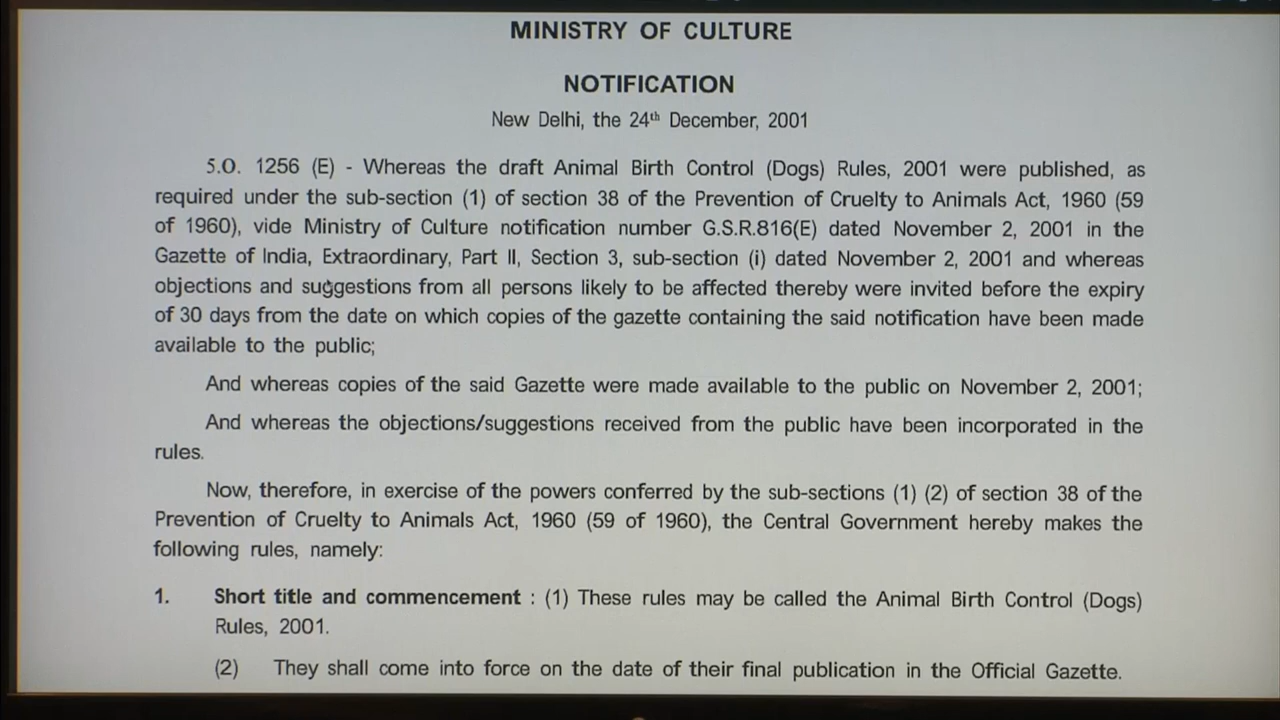 MINISTRY OF CULTURE
NOTIFICATION
New Delhi, the 24th December, 2001
5.O. 1256 (E) - Whereas the draft Animal Birth Control (Dogs) Rules, 2001 were published, as
required under the sub-section (1) of section 38 of the Prevention of Cruelty to Animals Act, 1960 (59
of 1960), vide Ministry of Culture notification number G.S.R.816(E) dated November 2, 2001 in the
Gazette of India, Extraordinary, Part II, Section 3, sub-section (i) dated November 2, 2001 and whereas
objections and suggestions from all persons likely to be affected thereby were invited before the expiry
of 30 days from the date on which copies of the gazette containing the said notification have been made
available to the public;
And whereas copies of the said Gazette were made available to the public on November 2, 2001;
And whereas the objections/suggestions received from the public have been incorporated in the
rules.
Now, therefore, in exercise of the powers conferred by the sub-sections (1) (2) of section 38 of the
Prevention of Cruelty to Animals Act, 1960 (59 of 1960), the Central Government hereby makes the
following rules, namely:
1. Short title and commencement : (1) These rules may be called the Animal Birth Control (Dogs)
Rules, 2001.
(2) They shall come into force on the date of their final publication in the Official Gazette.